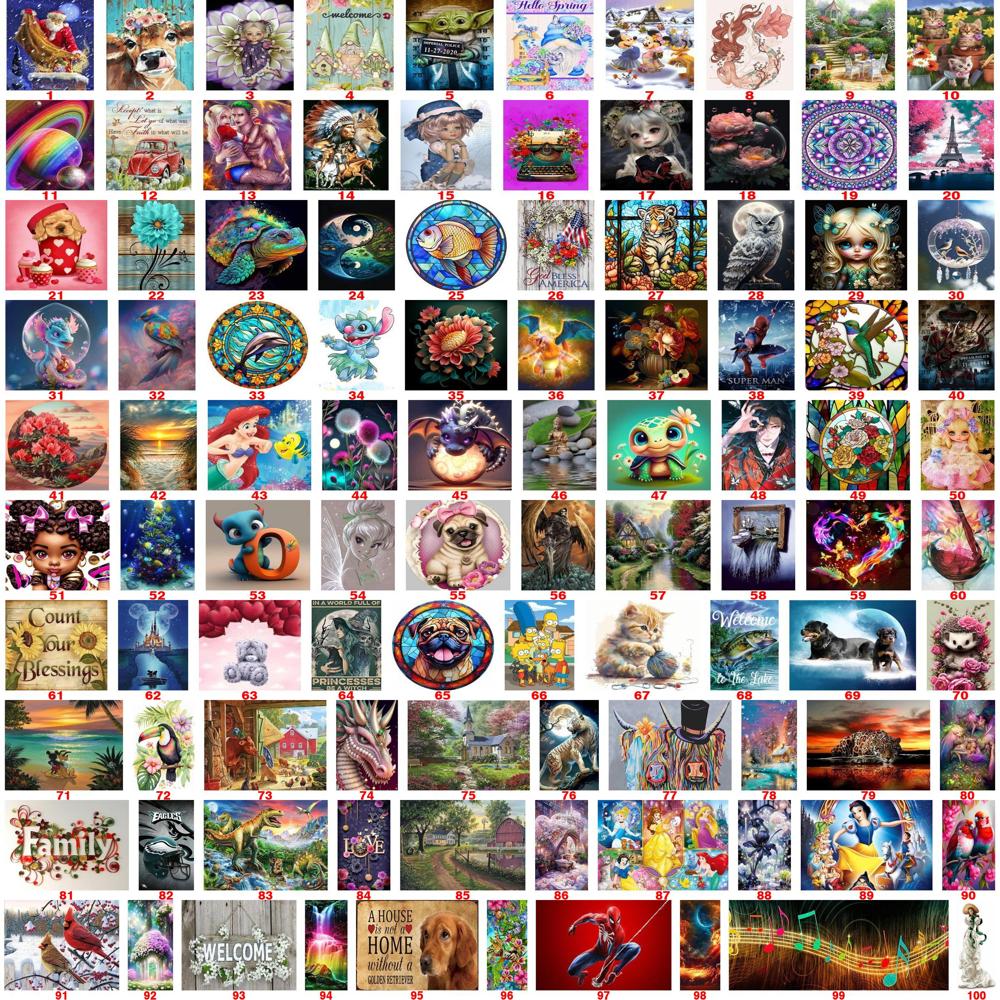 welcome
IMPERIAL POLICE
11-27-2020
Hello Spring
1 2 3 4 5 6 7 8 9 10
Accept what is
Let go of what was
Have Faith in what will be
11 12 13 14 15 16 17 18 19 20
God BLESS
AMERICA
21 22 23 24 25 26 27 28 29 30
SUPER MAN
31 32 33 34 35 36 37 38 39 40
41 42 43 44 45 46 47 48 49 50
51 52 53 54 55 56 57 58 59 60
Count
Your
Blessings
IN A WORLD FULL OF
PRINCESSES
BE A WITCH
Welcome
to the Lake
61 62 63 64 65 66 67 68 69 70
71 72 73 74 75 76 77 78 79 80
Family
EAGLES
LOVE
81 82 83 84 85 86 87 88 89 90
WELCOME
A HOUSE
is not a
HOME
without a
GOLDEN RETRIEVER
91 92 93 94 95 96 97 98 99 100